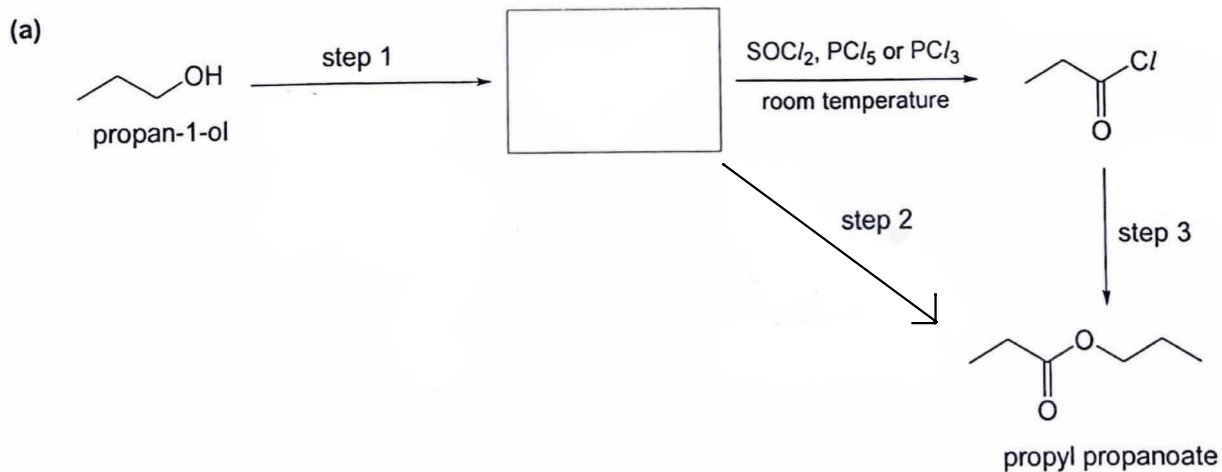 (a)
OH
propan-1-ol
step 1
SOCl2, PCl5 or PCl3
room temperature
Cl
O
step 2
step 3
O
O
propyl propanoate